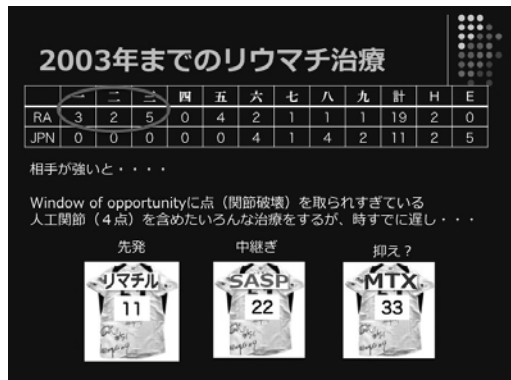 2003年までのリウマチ治療
一 二 三 四 五 六 七 八 九 計 H E
RA 3 2 5 0 4 2 1 1 1 19 2 0
JPN 0 0 0 0 0 4 1 4 2 11 2 5
相手が強いと・・・・
Window of opportunityに点（関節破壊）を取られすぎている
人工関節（４点）を含めたいろんな治療をするが、時すでに遅し・・・
先発 中継ぎ 抑え？
リマチル SASP MTX
11 22 33